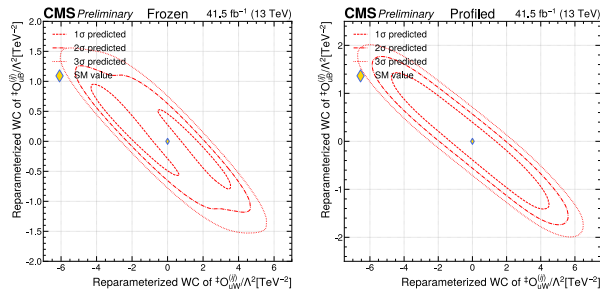 CMS Preliminary Frozen 41.5 fb⁻¹ (13 TeV)
Reparameterized WC of ‡O_uB^(ij)/Λ²[TeV⁻²]
2.0
1.5
1.0
0.5
0.0
-0.5
-1.0
-1.5
-2.0
1σ predicted
2σ predicted
3σ predicted
SM value
-6 -4 -2 0 2 4 6
Reparameterized WC of ‡O_uW^(ij)/Λ²[TeV⁻²]
CMS Preliminary Profiled 41.5 fb⁻¹ (13 TeV)
Reparameterized WC of ‡O_uB^(ij)/Λ²[TeV⁻²]
2
1
0
-1
-2
1σ predicted
2σ predicted
3σ predicted
SM value
-6 -4 -2 0 2 4 6
Reparameterized WC of ‡O_uW^(ij)/Λ²[TeV⁻²]